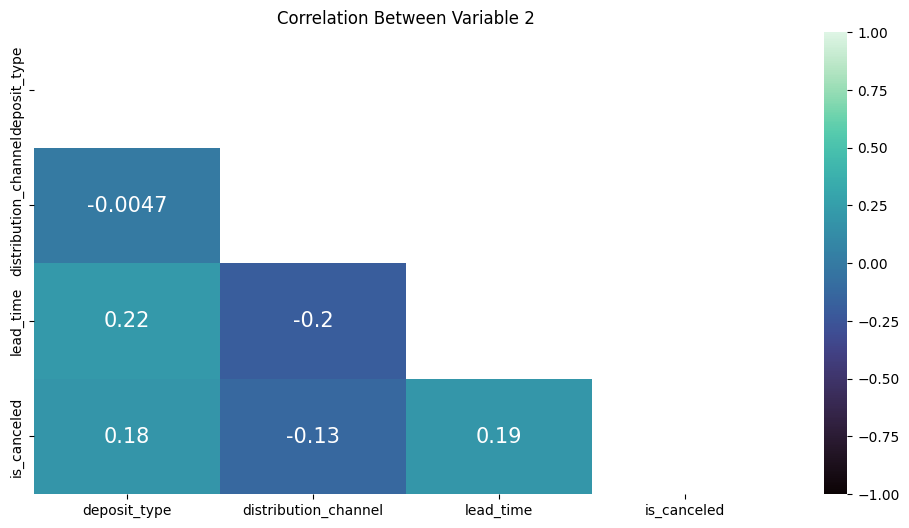 Correlation Between Variable 2
deposit_type
distribution_channel
lead_time
is_canceled
-0.0047
0.22
-0.2
0.18
-0.13
0.19
deposit_type
distribution_channel
lead_time
is_canceled
1.00
0.75
0.50
0.25
0.00
−0.25
−0.50
−0.75
−1.00